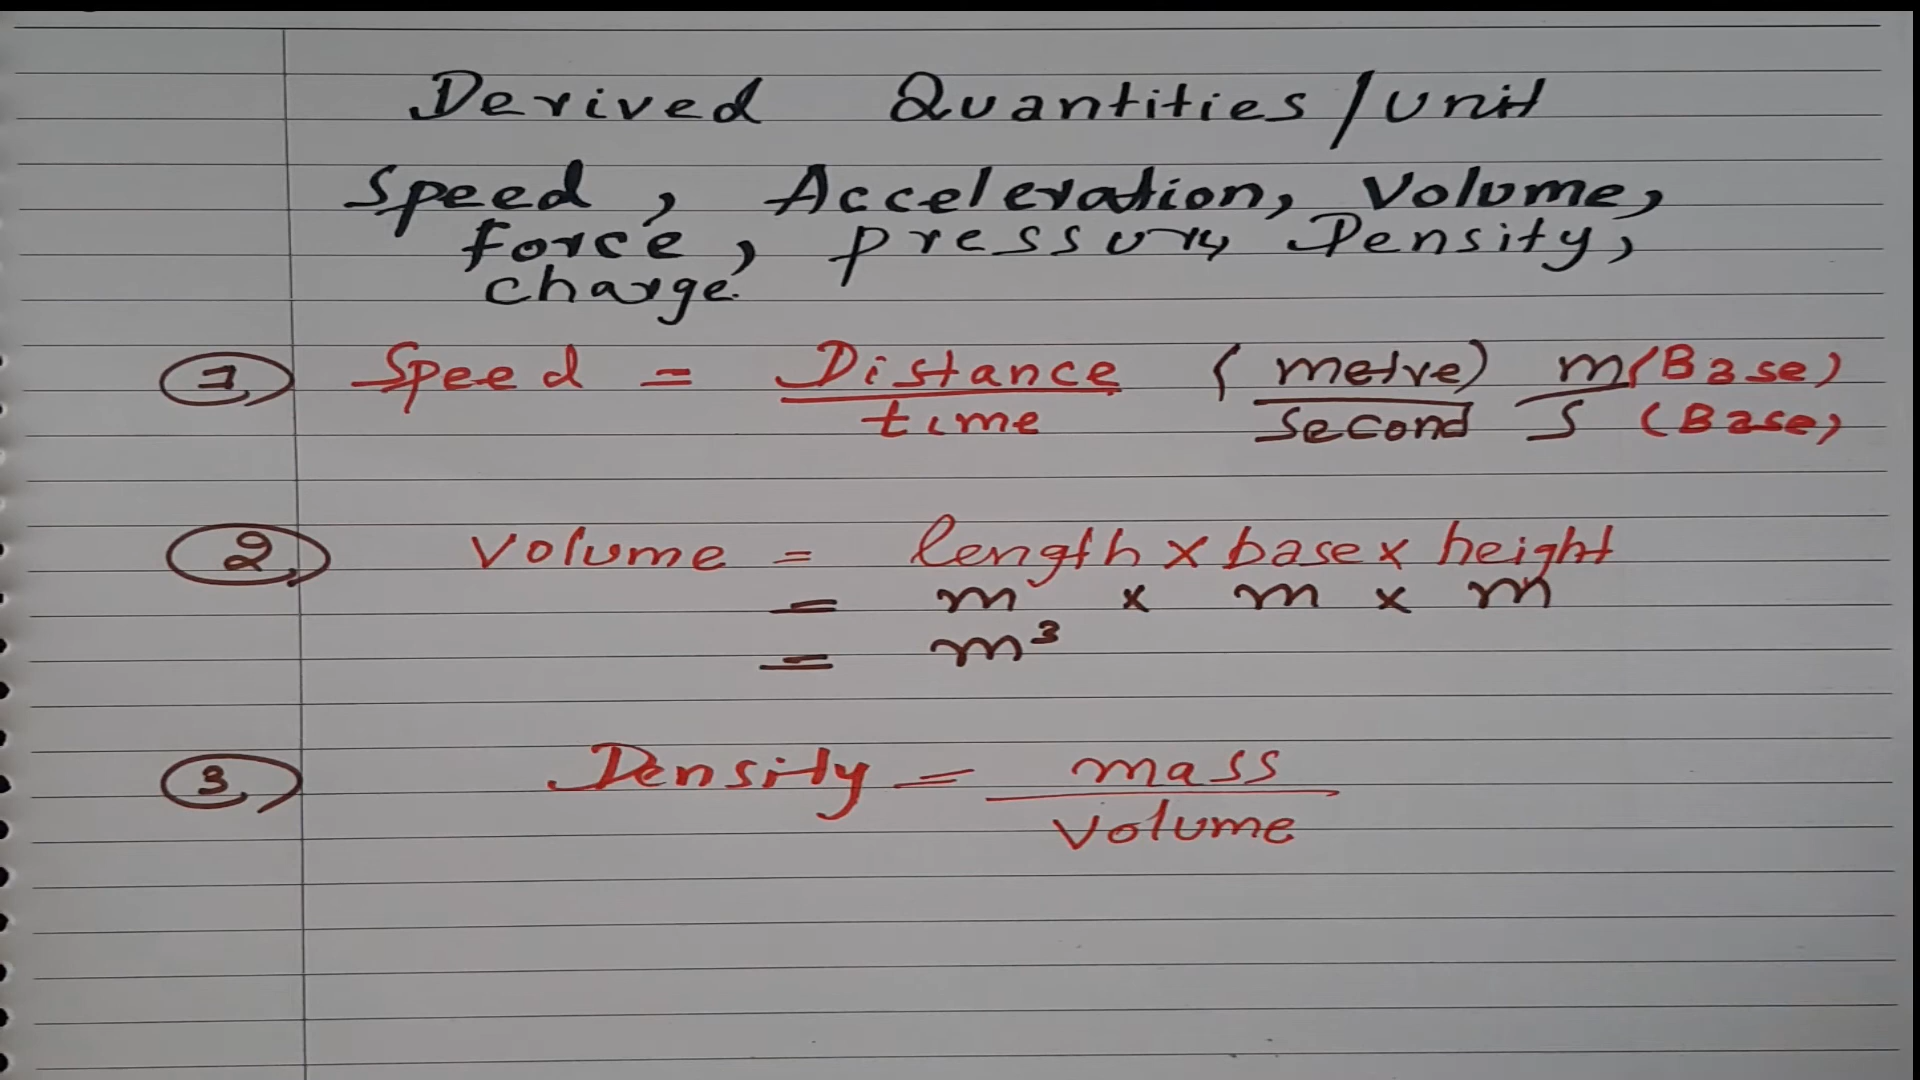 Derived Quantities/Unit
Speed, Acceleration, Volume,
force, pressure, Density,
charge.
1. Speed = Distance / time (metre) / second m (Base) / s (Base)
2. Volume = length x base x height
= m x m x m
= m³
3. Density = mass / volume